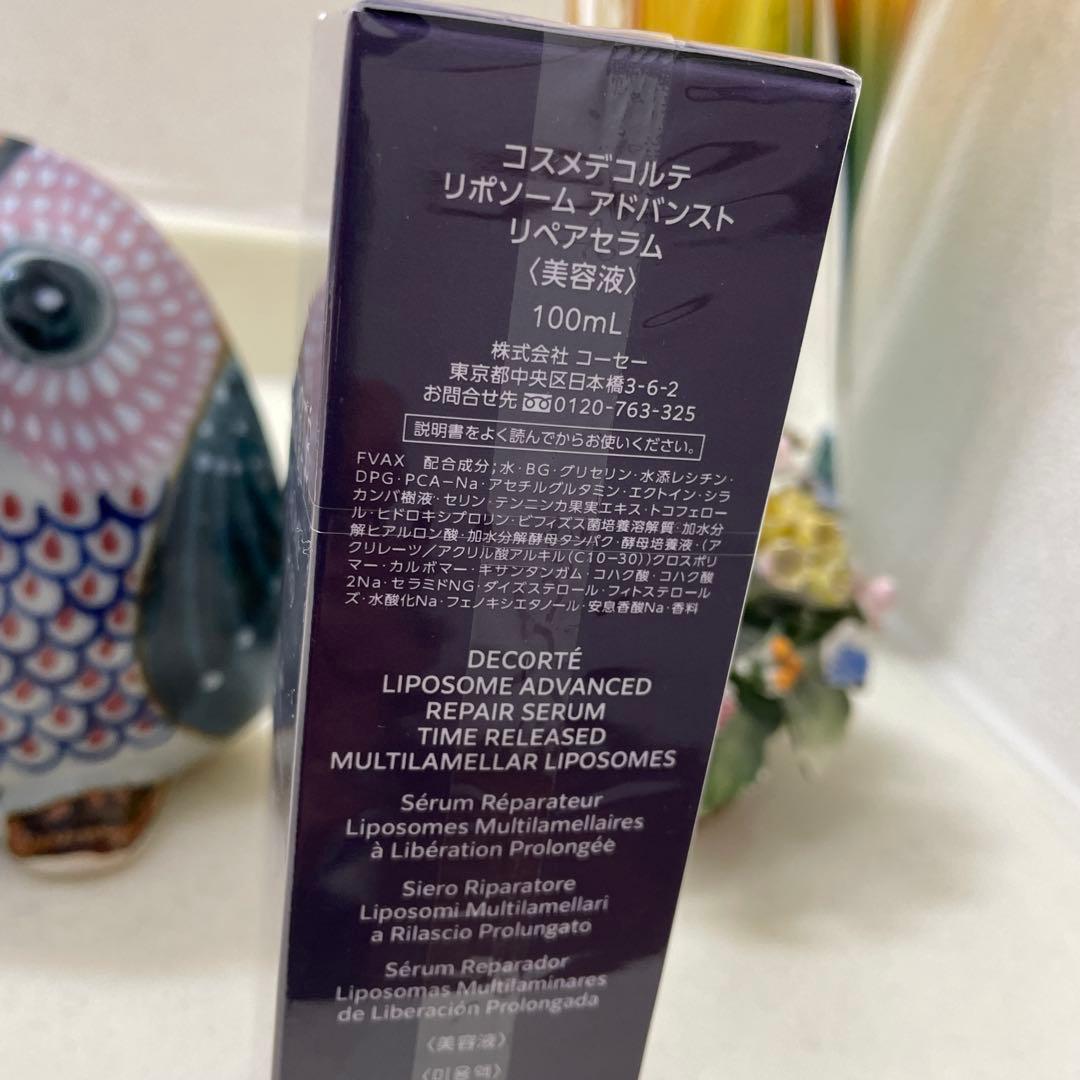 コスメデコルテ
リポソーム アドバンスト
リペアセラム
〈美容液〉
100mL
株式会社 コーセー
東京都中央区日本橋3-6-2
お問合せ先 0120-763-325
説明書をよく読んでからお使いください。
FVAX 配合成分;水・BG・グリセリン・水添レシチン・
DPG・PCA-Na・アセチルグルタミン・エクトイン・シラ
カンバ樹液・セリン・テンニンカ果実エキス・トコフェロー
ル・ヒドロキシプロリン・ビフィズス菌培養溶解質・加水分
解ヒアルロン酸・加水分解酵母タンパク・酵母培養液・(ア
クリレーツ/アクリル酸アルキル(C10-30))クロスポリ
マー・カルボマー・キサンタンガム・コハク酸・コハク酸
2Na・セラミドNG・ダイズステロール・フィトステロール
ズ・水酸化Na・フェノキシエタノール・安息香酸Na・香料
DECORTÉ
LIPOSOME ADVANCED
REPAIR SERUM
TIME RELEASED
MULTILAMELLAR LIPOSOMES
Sérum Réparateur
Liposomes Multilamellaires
à Libération Prolongée
Siero Riparatore
Liposomi Multilamellari
a Rilascio Prolungato
Sérum Reparador
Liposomas Multilaminares
de Liberación Prolongada
〈美容液〉
〈미용액〉